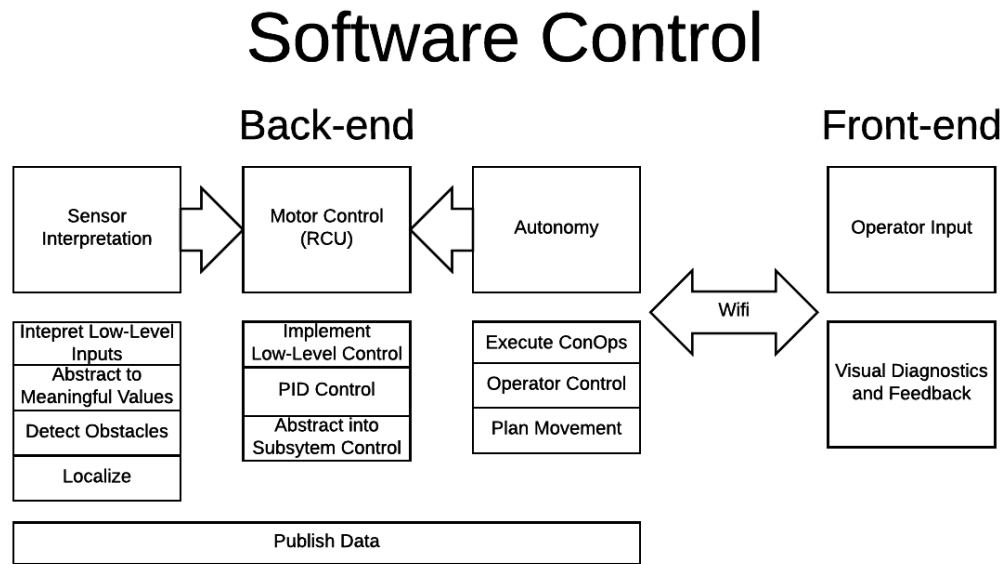 Software Control
Back-end
Front-end
Sensor
Interpretation
Motor Control
(RCU)
Autonomy
Operator Input
Wifi
Intepret Low-Level
Inputs
Abstract to
Meaningful Values
Detect Obstacles
Localize
Implement
Low-Level Control
PID Control
Abstract into
Subsytem Control
Execute ConOps
Operator Control
Plan Movement
Visual Diagnostics
and Feedback
Publish Data